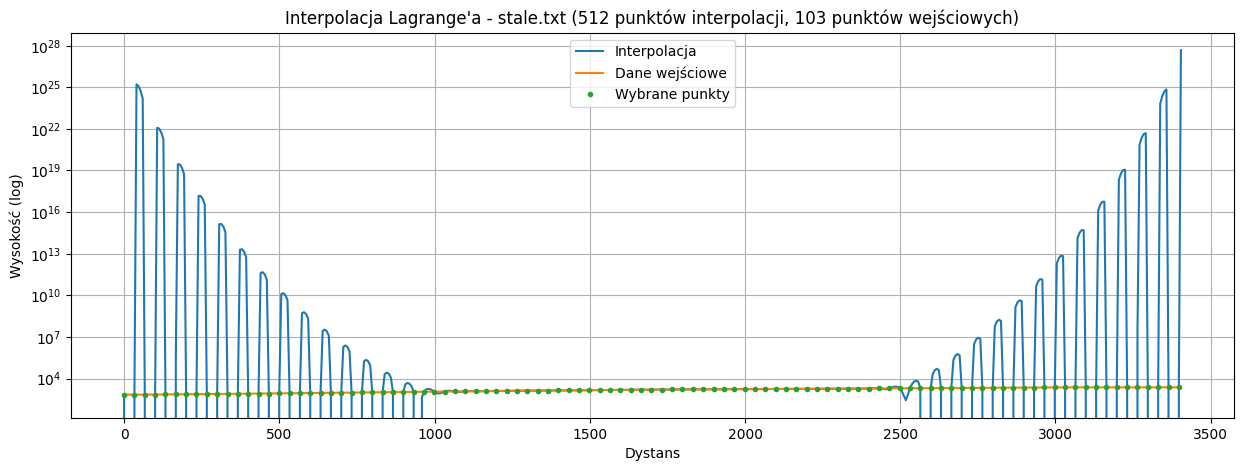 Interpolacja Lagrange'a - stale.txt (512 punktów interpolacji, 103 punktów wejściowych)
Interpolacja
Dane wejściowe
Wybrane punkty
Wysokość (log)
10^28
10^25
10^22
10^19
10^16
10^13
10^10
10^7
10^4
0 500 1000 1500 2000 2500 3000 3500
Dystans